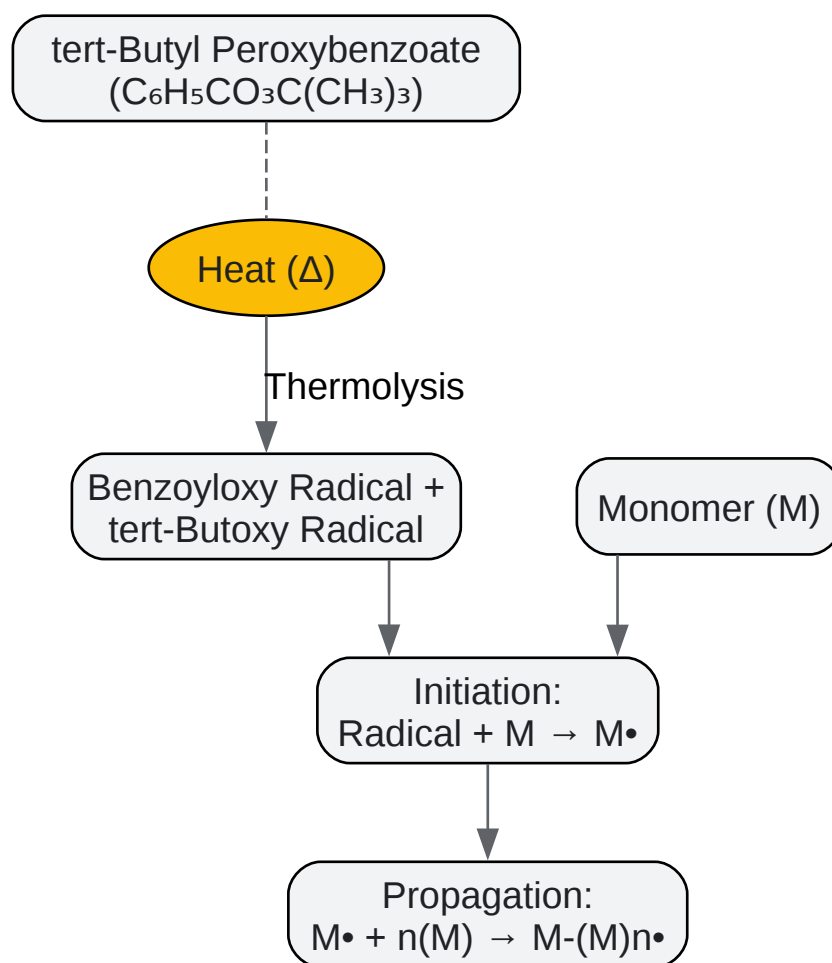 tert-Butyl Peroxybenzoate
(C₆H₅CO₃C(CH₃)₃)
Heat (Δ)
Thermolysis
Benzoyloxy Radical +
tert-Butoxy Radical
Monomer (M)
Initiation:
Radical + M → M•
Propagation:
M• + n(M) → M-(M)n•